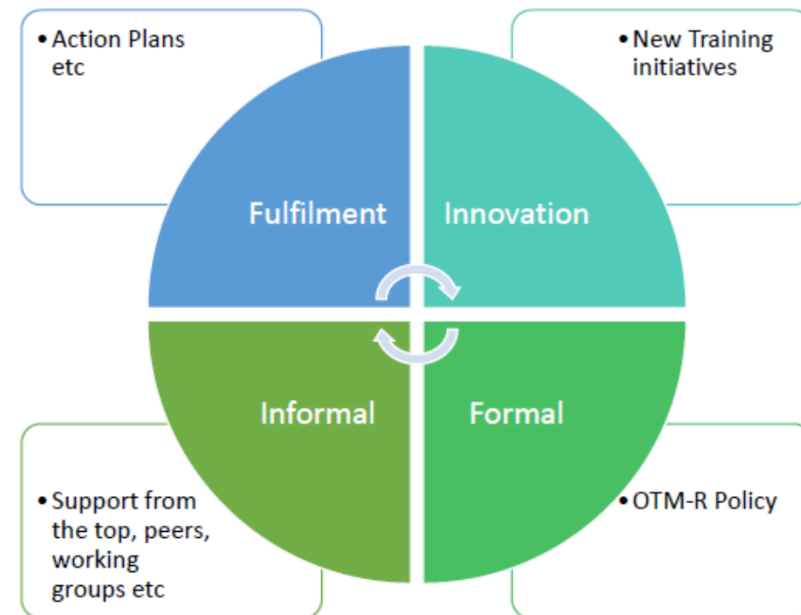 • Action Plans
etc
• New Training
initiatives
Fulfilment
Innovation
Informal
Formal
• Support from
the top, peers,
working
groups etc
• OTM-R Policy